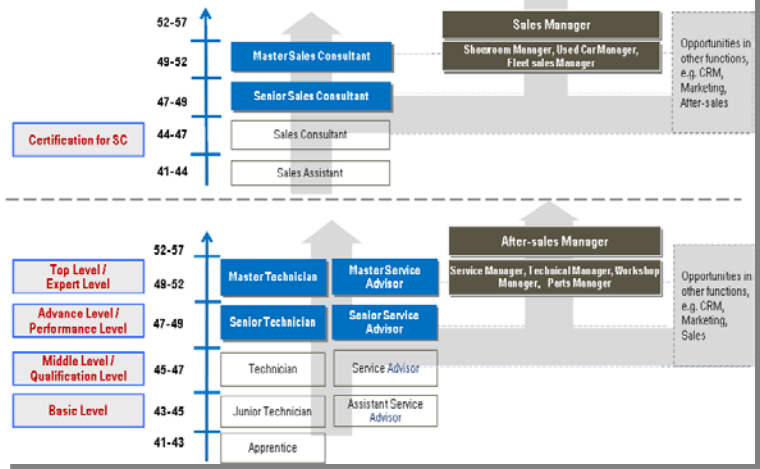 52-57
Sales Manager
49-52
Master Sales Consultant
Showroom Manager, Used Car Manager,
Fleet sales Manager
Opportunities in
other functions,
e.g. CRM,
Marketing,
After-sales
47-49
Senior Sales Consultant
Certification for SC
44-47
Sales Consultant
41-44
Sales Assistant
52-57
After-sales Manager
Top Level /
Expert Level
48-52
Master Technician
Master Service
Advisor
Service Manager, Technical Manager, Workshop
Manager, Parts Manager
Opportunities in
other functions,
e.g. CRM,
Marketing,
Sales
Advance Level /
Performance Level
47-49
Senior Technician
Senior Service
Advisor
Middle Level /
Qualification Level
45-47
Technician
Service Advisor
Basic Level
43-45
Junior Technician
Assistant Service
Advisor
41-43
Apprentice